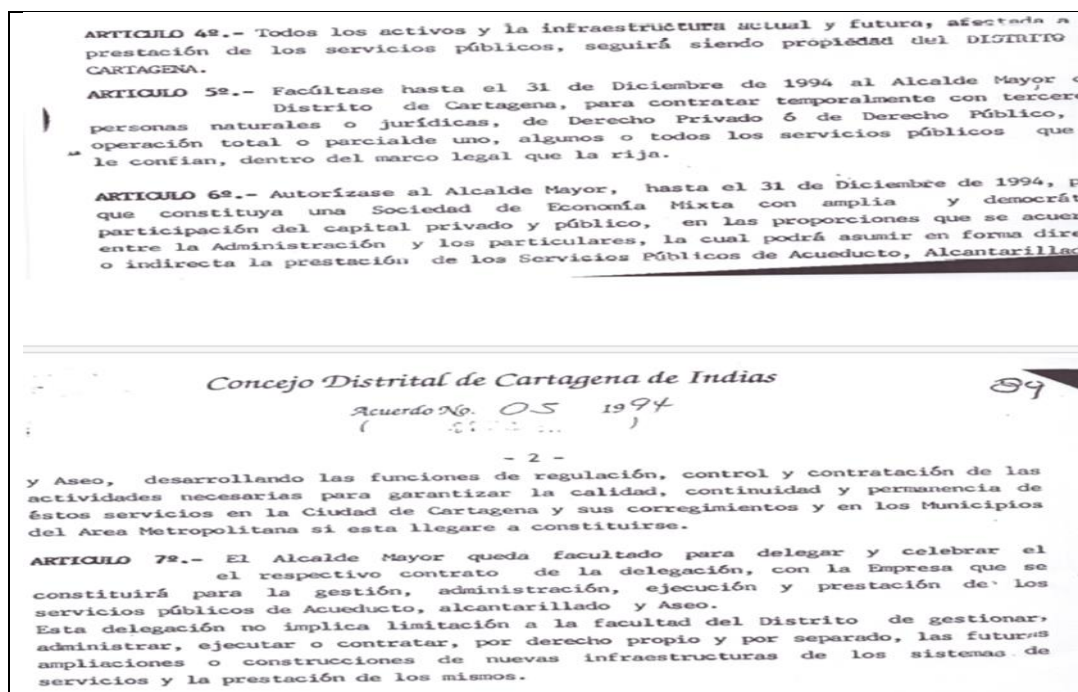 ARTICULO 4º.- Todos los activos y la infraestructura actual y futura, afectada a
prestación de los servicios públicos, seguirá siendo propiedad del DISTRITO
CARTAGENA.
ARTICULO 5º.- Facúltase hasta el 31 de Diciembre de 1994 al Alcalde Mayor
Distrito de Cartagena, para contratar temporalmente con tercer
personas naturales o jurídicas, de Derecho Privado ó de Derecho Público,
operación total o parcialde uno, algunos o todos los servicios públicos que
le confian, dentro del marco legal que la rija.
ARTICULO 6º.- Autorízase al Alcalde Mayor, hasta el 31 de Diciembre de 1994, p
que constituya una Sociedad de Economía Mixta con amplia y democrát
participación del capital privado y público, en las proporciones que se acuer
entre la Administración y los particulares, la cual podrá asumir en forma dire
o indirecta la prestación de los Servicios Públicos de Acueducto, Alcantarillad
Concejo Distrital de Cartagena de Indias
84
Acuerdo No. 05 1994
( )
- 2 -
y Aseo, desarrollando las funciones de regulación, control y contratación de las
actividades necesarias para garantizar la calidad, continuidad y permanencia de
éstos servicios en la Ciudad de Cartagena y sus corregimientos y en los Municipios
del Area Metropolitana si esta llegare a constituirse.
ARTICULO 7º.- El Alcalde Mayor queda facultado para delegar y celebrar el
el respectivo contrato de la delegación, con la Empresa que se
constituirá para la gestión, administración, ejecución y prestación de los
servicios públicos de Acueducto, alcantarillado y Aseo.
Esta delegación no implica limitación a la facultad del Distrito de gestionar,
administrar, ejecutar o contratar, por derecho propio y por separado, las futuras
ampliaciones o construcciones de nuevas infraestructuras de los sistemas de
servicios y la prestación de los mismos.